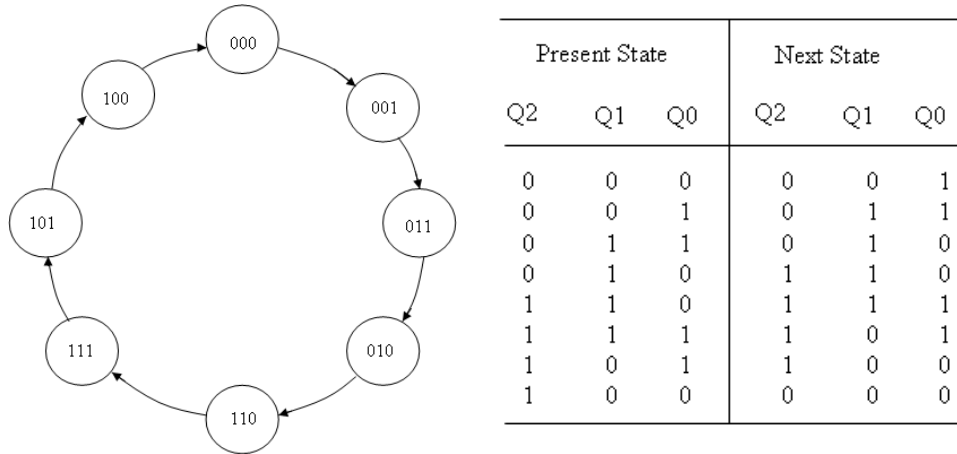 000
100
001
101
011
111
010
110
Present State Next State
Q2 Q1 Q0 Q2 Q1 Q0
0 0 0 0 0 1
0 0 1 0 1 1
0 1 1 0 1 0
0 1 0 1 1 0
1 1 0 1 1 1
1 1 1 1 0 1
1 0 1 1 0 0
1 0 0 0 0 0